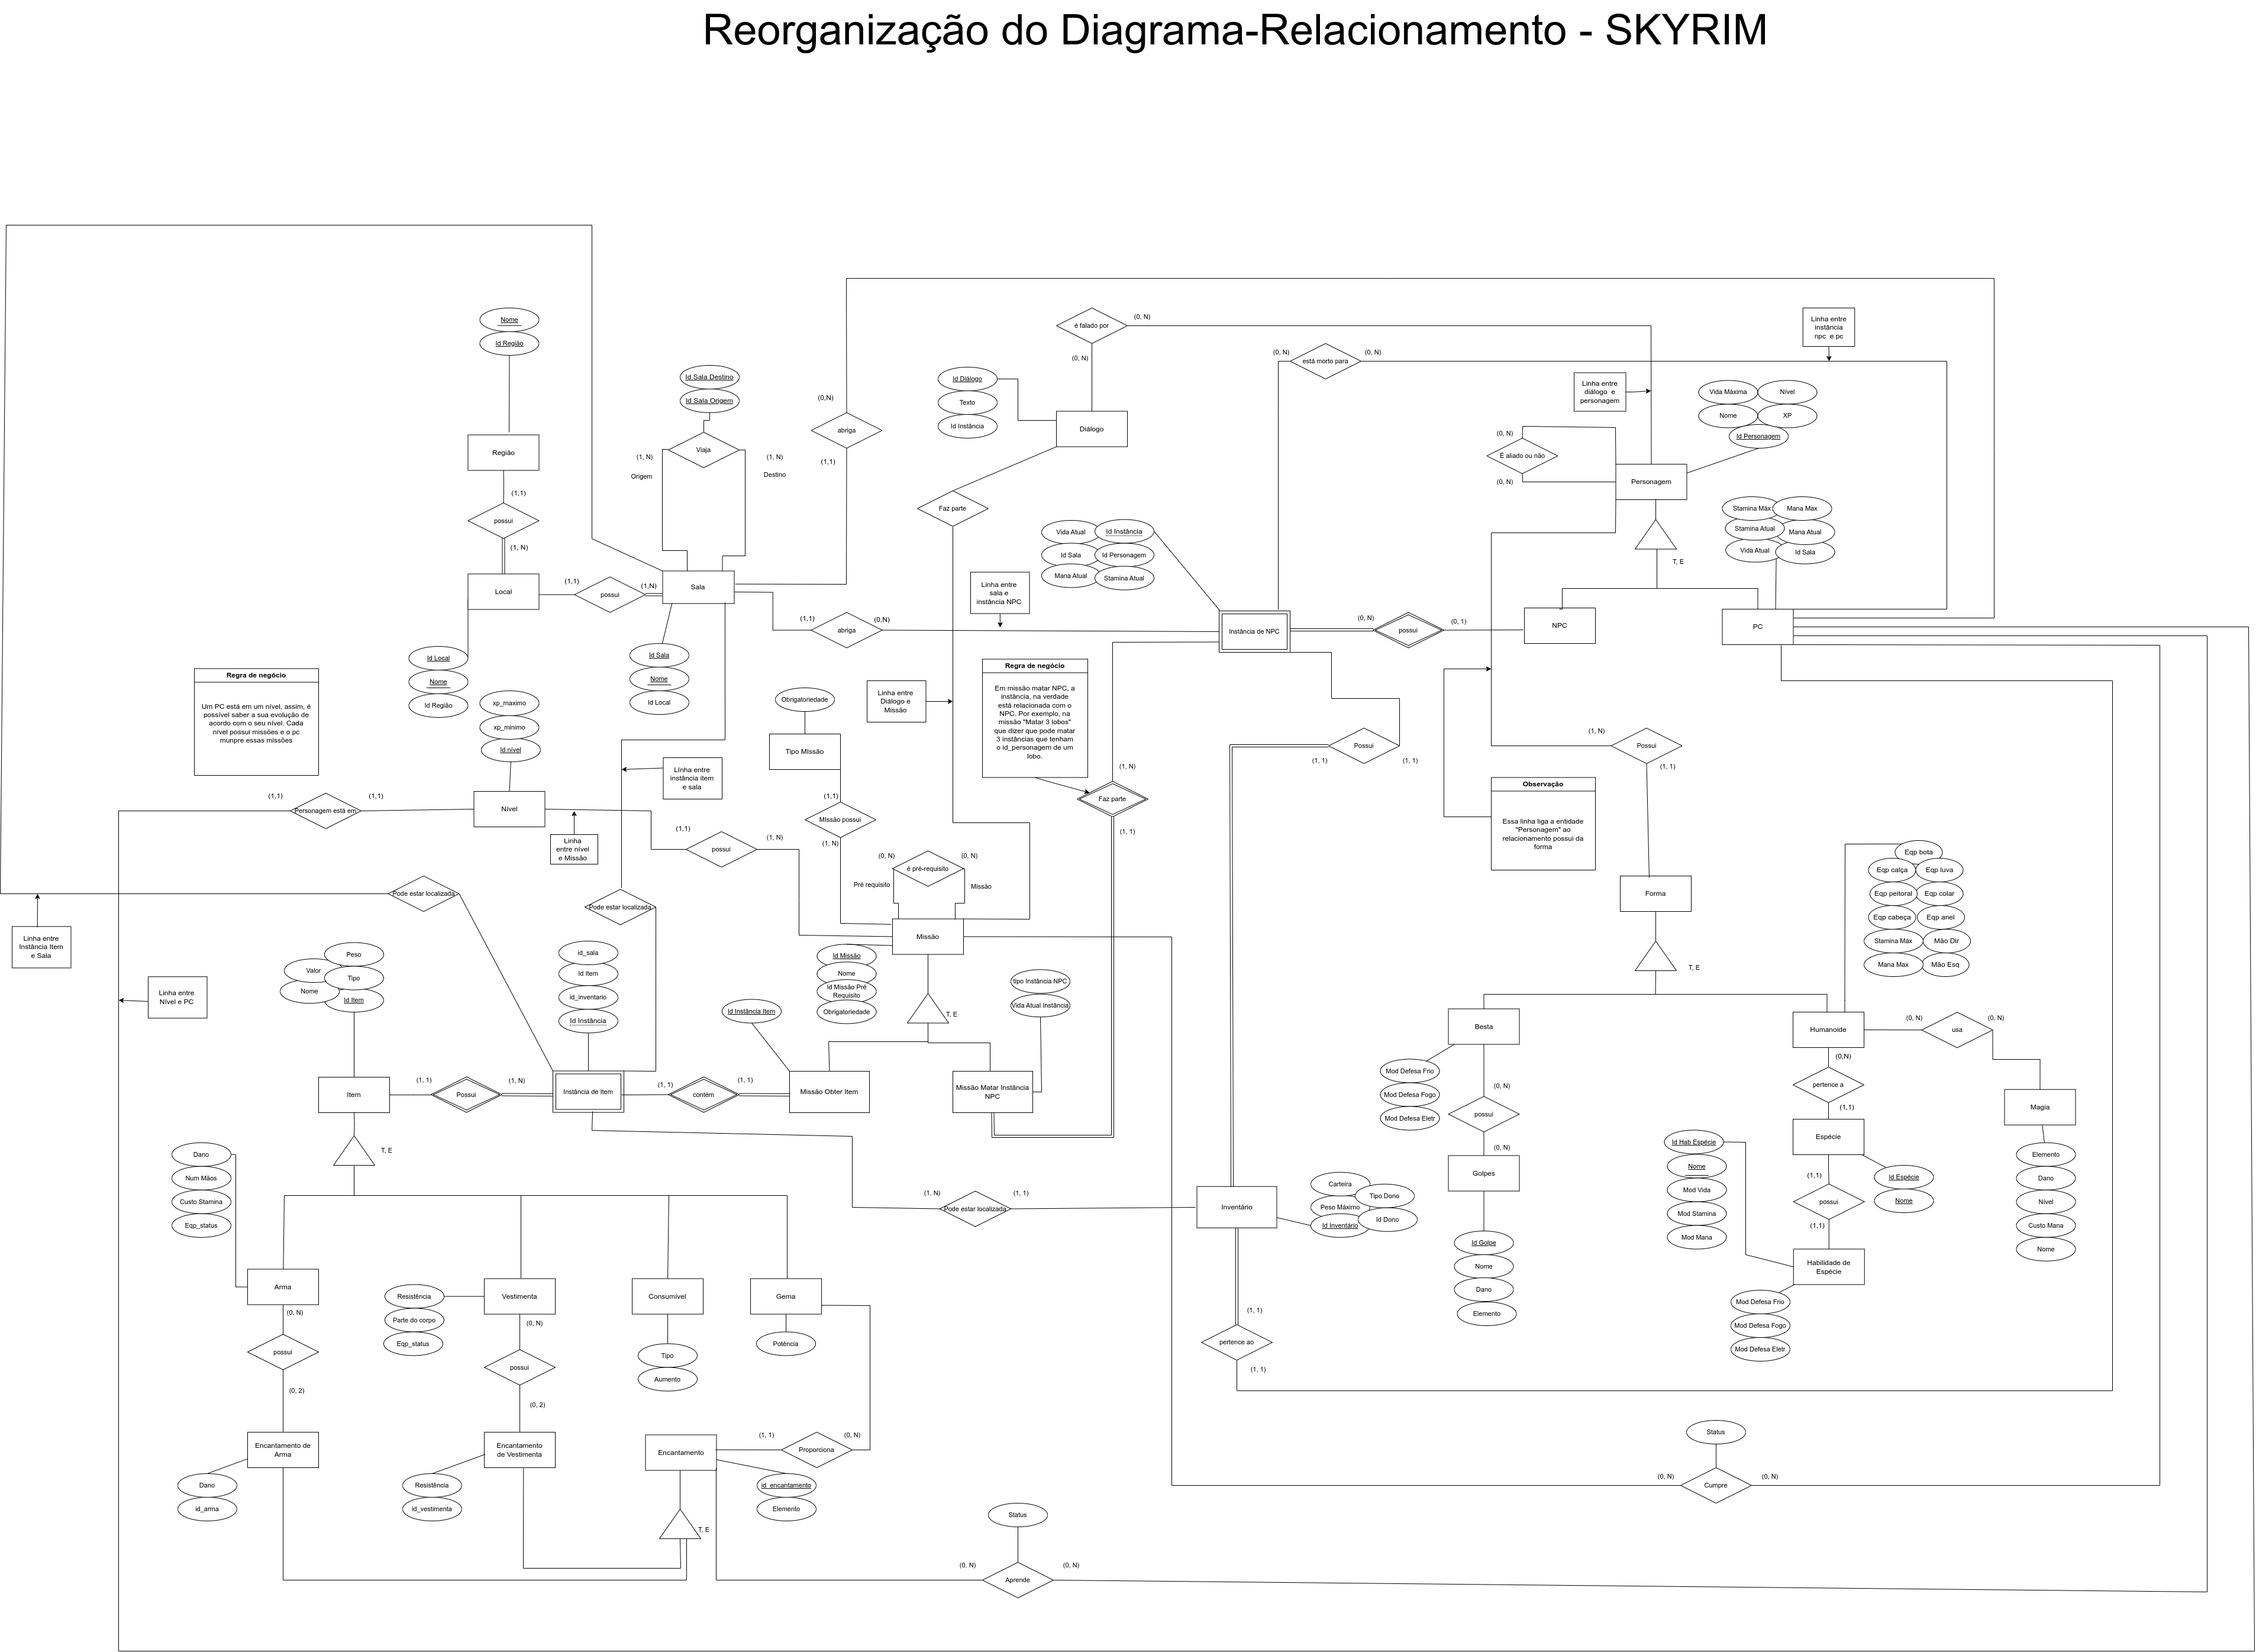 Reorganização do Diagrama-Relacionamento - SKYRIM
Nome
Id Região
Região
(1,1)
possui
(1, N)
Local
Id Local
Nome
Id Região
(1,1)
possui
(1,N)
Id Sala Destino
Id Sala Origem
Viaja
(1, N)
Origem
(1, N)
Destino
Sala
Id Sala
Nome
Id Local
(0,N)
abriga
(1,1)
(1,1)
abriga
(0,N)
é falado por
(0, N)
(0, N)
Id Diálogo
Texto
Id Instância
Diálogo
Faz parte
está morto para
(0, N)
(0, N)
Linha entre
instância
npc e pc
Linha entre
diálogo e
personagem
Vida Máxima
Nível
Nome
XP
Id Personagem
(0, N)
É aliado ou não
(0, N)
Personagem
T, E
Stamina Máx
Mana Max
Stamina Atual
Mana Atual
Vida Atual
Id Sala
Vida Atual
Id Instância
Id Sala
Id Personagem
Mana Atual
Stamina Atual
Linha entre
sala e
instância NPC
Instância de NPC
(0, N)
possui
(0, 1)
NPC
PC
Regra de negócio
Um PC está em um nível, assim, é
possível saber a sua evolução de
acordo com o seu nível. Cada
nível possui missões e o pc
munpre essas missões
xp_maximo
xp_minimo
Id nível
Nível
(1,1)
Personagem está em
(1,1)
Linha
entre nível
e Missão
LInha entre
instância item
e sala
Obrigatoriedade
Tipo MIssão
(1,1)
MIssão possui
(1, N)
(1,1)
possui
(1, N)
Linha entre
Diálogo e
Missão
Regra de negócio
Em missão matar NPC, a
instância, na verdade
está relacionada com o
NPC. Por exemplo, na
missão "Matar 3 lobos"
que dizer que pode matar
3 instâncias que tenham
o id_personagem de um
lobo.
(1, N)
Faz parte
(1, 1)
Possui
(1, 1)
(1, 1)
(1, N)
Possui
(1, 1)
Observação
Essa linha liga a entidade
"Personagem" ao
relacionamento possui da
forma
(0, N)
(0, N)
é pré-requisito
Pré requisito
Missão
Missão
Pode estar localizada
Pode estar localizada
Linha entre
Instância Item
e Sala
Linha entre
Nível e PC
Peso
Valor
Tipo
Nome
Id Item
id_sala
Id Item
id_inventario
Id Instância
Id Missão
Nome
Id Missão Pré
Requisito
Obrigatoriedade
T, E
tipo Instância NPC
Vida Atual Instância
Id Instância Item
Item
(1, 1)
Possui
(1, N)
Instância de Item
(1, 1)
contém
(1, 1)
Missão Obter Item
Missão Matar Instância
NPC
T, E
Forma
T, E
Eqp bota
Eqp calça
Eqp luva
Eqp peitoral
Eqp colar
Eqp cabeça
Eqp anel
Stamina Máx
Mão Dir
Mana Max
Mão Esq
Besta
Mod Defesa Frio
Mod Defesa Fogo
Mod Defesa Eletr
(0, N)
possui
(0, N)
Golpes
Id Golpe
Nome
Dano
Elemento
Humanoide
(0, N)
usa
(0, N)
(0,N)
pertence a
(1,1)
Espécie
Id Espécie
Nome
(1,1)
possui
(1,1)
Id Hab Espécie
Nome
Mod Vida
Mod Stamina
Mod Mana
Habilidade de
Espécie
Mod Defesa Frio
Mod Defesa Fogo
Mod Defesa Eletr
Magia
Elemento
Dano
Nível
Custo Mana
Nome
Dano
Num Mãos
Custo Stamina
Eqp_status
Arma
(0, N)
possui
(0, 2)
Encantamento de
Arma
Dano
id_arma
Resistência
Parte do corpo
Eqp_status
Vestimenta
(0, N)
possui
(0, 2)
Encantamento
de Vestimenta
Resistência
id_vestimenta
Consumível
Tipo
Aumento
Gema
Potência
(1, N)
Pode estar localizada
(1, 1)
Inventário
Carteira
Tipo Dono
Peso Máximo
Id Dono
Id Inventário
(1, 1)
pertence ao
(1, 1)
Encantamento
(1, 1)
Proporciona
(0, N)
id_encantamento
Elemento
T, E
Status
(0, N)
Aprende
(0, N)
Status
(0, N)
Cumpre
(0, N)